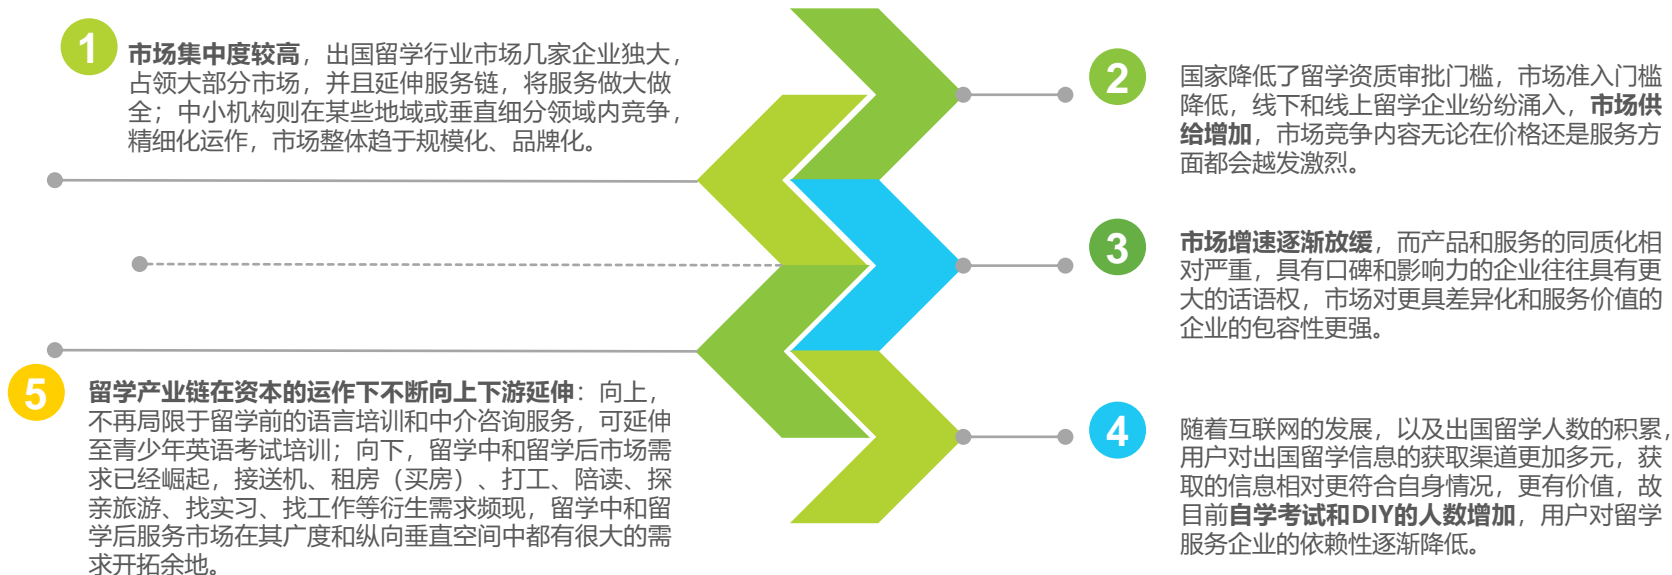 1
市场集中度较高，出国留学行业市场几家企业独大，
占领大部分市场，并且延伸服务链，将服务做大做
全；中小机构则在某些地域或垂直细分领域内竞争，
精细化运作，市场整体趋于规模化、品牌化。
2
国家降低了留学资质审批门槛，市场准入门槛
降低，线下和线上留学企业纷纷涌入，市场供
给增加，市场竞争内容无论在价格还是服务方
面都会越发激烈。
3
市场增速逐渐放缓，而产品和服务的同质化相
对严重，具有口碑和影响力的企业往往具有更
大的话语权，市场对更具差异化和服务价值的
企业的包容性更强。
4
随着互联网的发展，以及出国留学人数的积累，
用户对出国留学信息的获取渠道更加多元，获
取的信息相对更符合自身情况，更有价值，故
目前自学考试和DIY的人数增加，用户对留学
服务企业的依赖性逐渐降低。
5
留学产业链在资本的运作下不断向上下游延伸：向上，
不再局限于留学前的语言培训和中介咨询服务，可延伸
至青少年英语考试培训；向下，留学中和留学后市场需
求已经崛起，接送机、租房（买房）、打工、陪读、探
亲旅游、找实习、找工作等衍生需求频现，留学中和留
学后服务市场在其广度和纵向垂直空间中都有很大的需
求开拓余地。